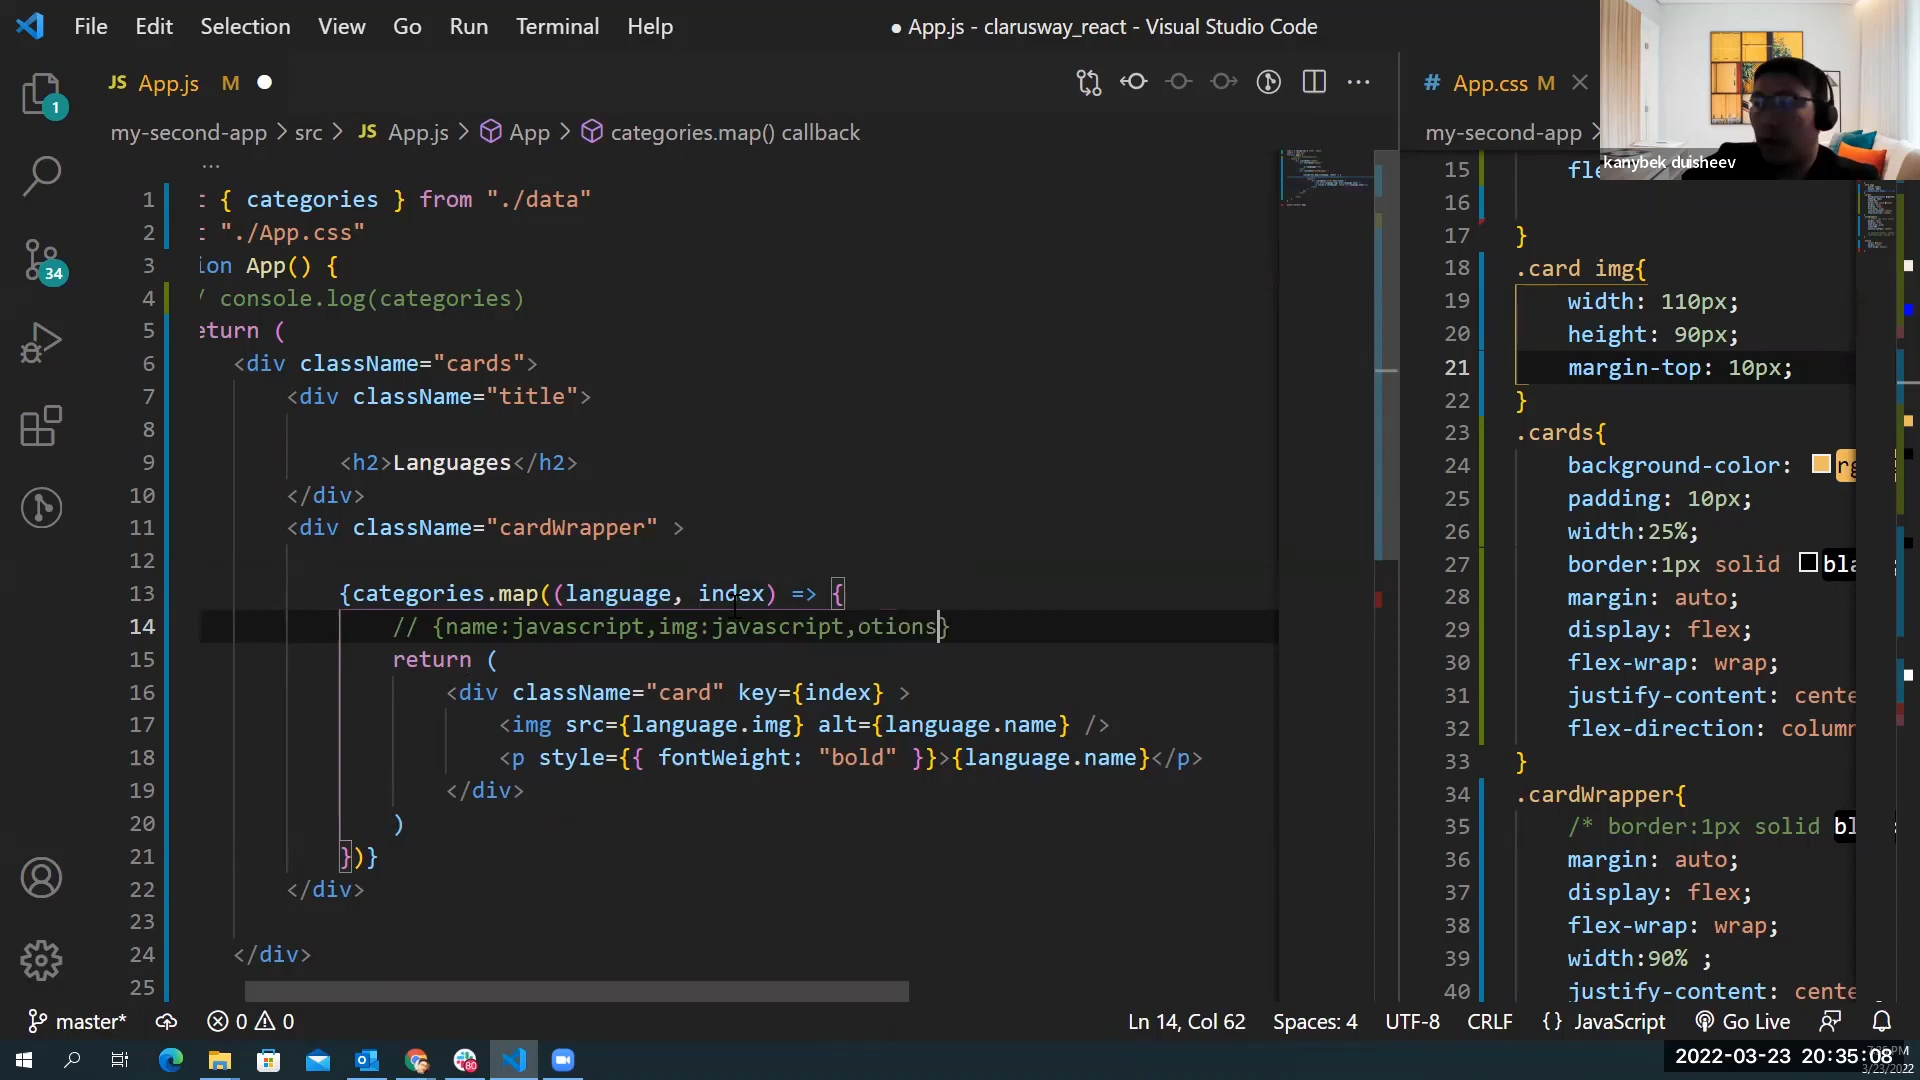 File Edit Selection View Go Run Terminal Help
● App.js - clarusway_react - Visual Studio Code
JS App.js M
# App.css M
my-second-app > src > JS App.js > App > categories.map() callback
my-second-app >
kanybek duisheev
1
34
...
1 t { categories } from "./data"
2 t "./App.css"
3 ion App() {
4 / console.log(categories)
5 eturn (
6 <div className="cards">
7 <div className="title">
8
9 <h2>Languages</h2>
10 </div>
11 <div className="cardWrapper" >
12
13 {categories.map((language, index) => {
14 // {name:javascript,img:javascript,otions}
15 return (
16 <div className="card" key={index} >
17 <img src={language.img} alt={language.name} />
18 <p style={{ fontWeight: "bold" }}>{language.name}</p>
19 </div>
20 )
21 })}
22 </div>
23
24 </div>
25
15 fle
16
17 }
18 .card img{
19 width: 110px;
20 height: 90px;
21 margin-top: 10px;
22 }
23 .cards{
24 background-color: rg
25 padding: 10px;
26 width:25%;
27 border:1px solid bla
28 margin: auto;
29 display: flex;
30 flex-wrap: wrap;
31 justify-content: cente
32 flex-direction: column
33 }
34 .cardWrapper{
35 /* border:1px solid bl
36 margin: auto;
37 display: flex;
38 flex-wrap: wrap;
39 width:90% ;
40 justify-content: cente
master* 0 0 Ln 14, Col 62 Spaces: 4 UTF-8 CRLF {} JavaScript Go Live
80
2022-03-23 20:35:08
3/23/2022